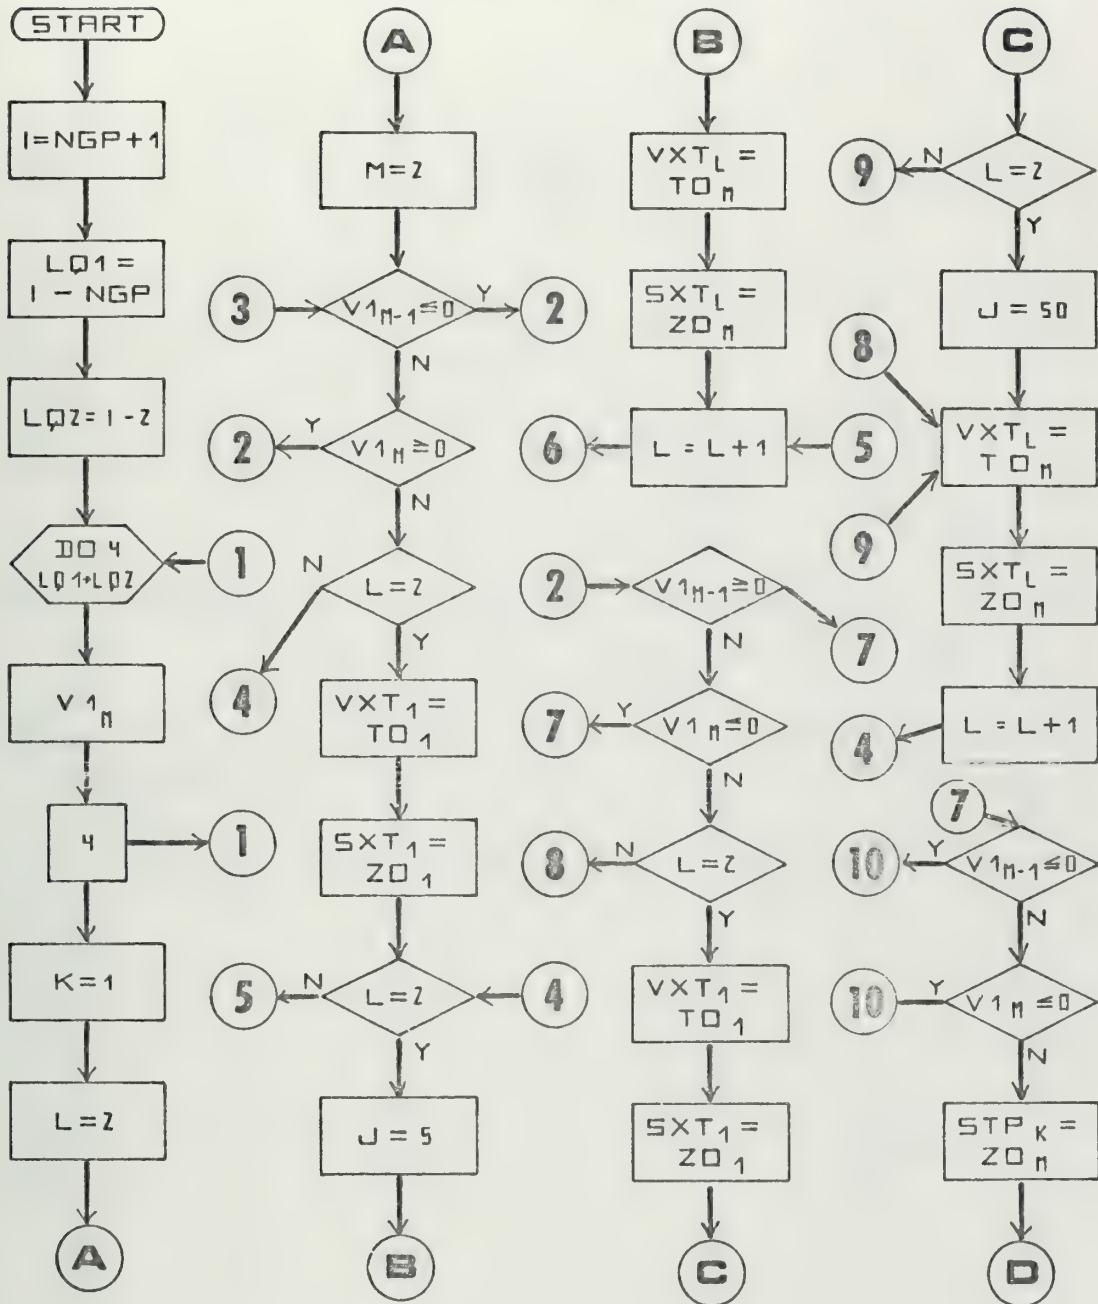 START
I=NGP+1
LQ1=
I-NGP
LQ2=I-2
DO 4
LQ1→LQ2
1
V1M
4
1
K=1
L=2
A
A
M=2
3
V1M-1≤0
Y
2
N
2
Y
V1M≥0
N
N
L=2
4
Y
VXT1=
TO1
SXT1=
ZO1
5
N
L=2
4
Y
J=5
B
B
VXTL=
TOM
SXTL=
ZOM
6
L=L+1
5
2
V1M-1≥0
7
N
7
Y
V1M≤0
N
8
N
L=2
Y
VXT1=
TO1
SXT1=
ZO1
C
C
9
N
L=2
Y
J=50
8
VXTL=
TOM
9
SXTL=
ZOM
4
L=L+1
7
10
Y
V1M-1≤0
N
10
Y
V1M≤0
N
STPK=
ZOM
D